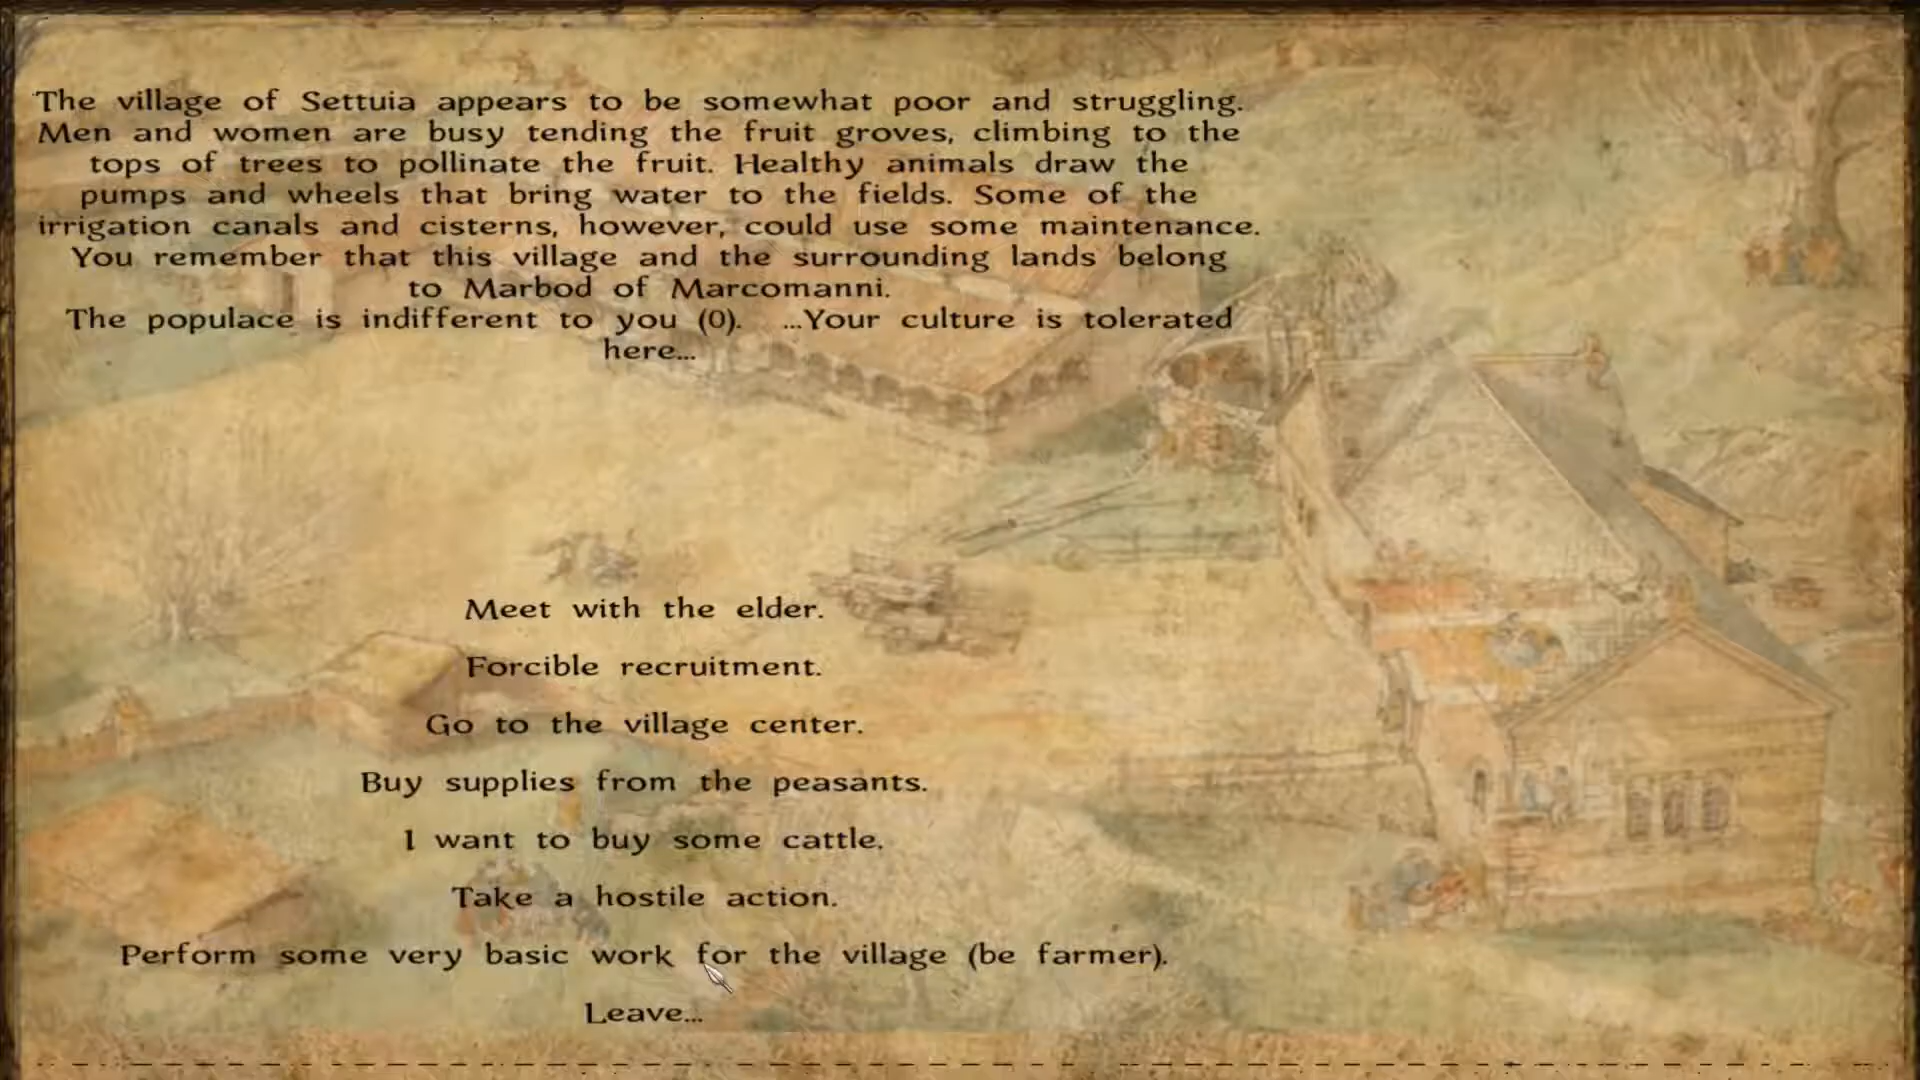 The village of Settuia appears to be somewhat poor and struggling.
Men and women are busy tending the fruit groves, climbing to the
tops of trees to pollinate the fruit. Healthy animals draw the
pumps and wheels that bring water to the fields. Some of the
irrigation canals and cisterns, however, could use some maintenance.
You remember that this village and the surrounding lands belong
to Marbod of Marcomanni.
The populace is indifferent to you (0). ...Your culture is tolerated
here...
Meet with the elder.
Forcible recruitment.
Go to the village center.
Buy supplies from the peasants.
I want to buy some cattle.
Take a hostile action.
Perform some very basic work for the village (be farmer).
Leave...